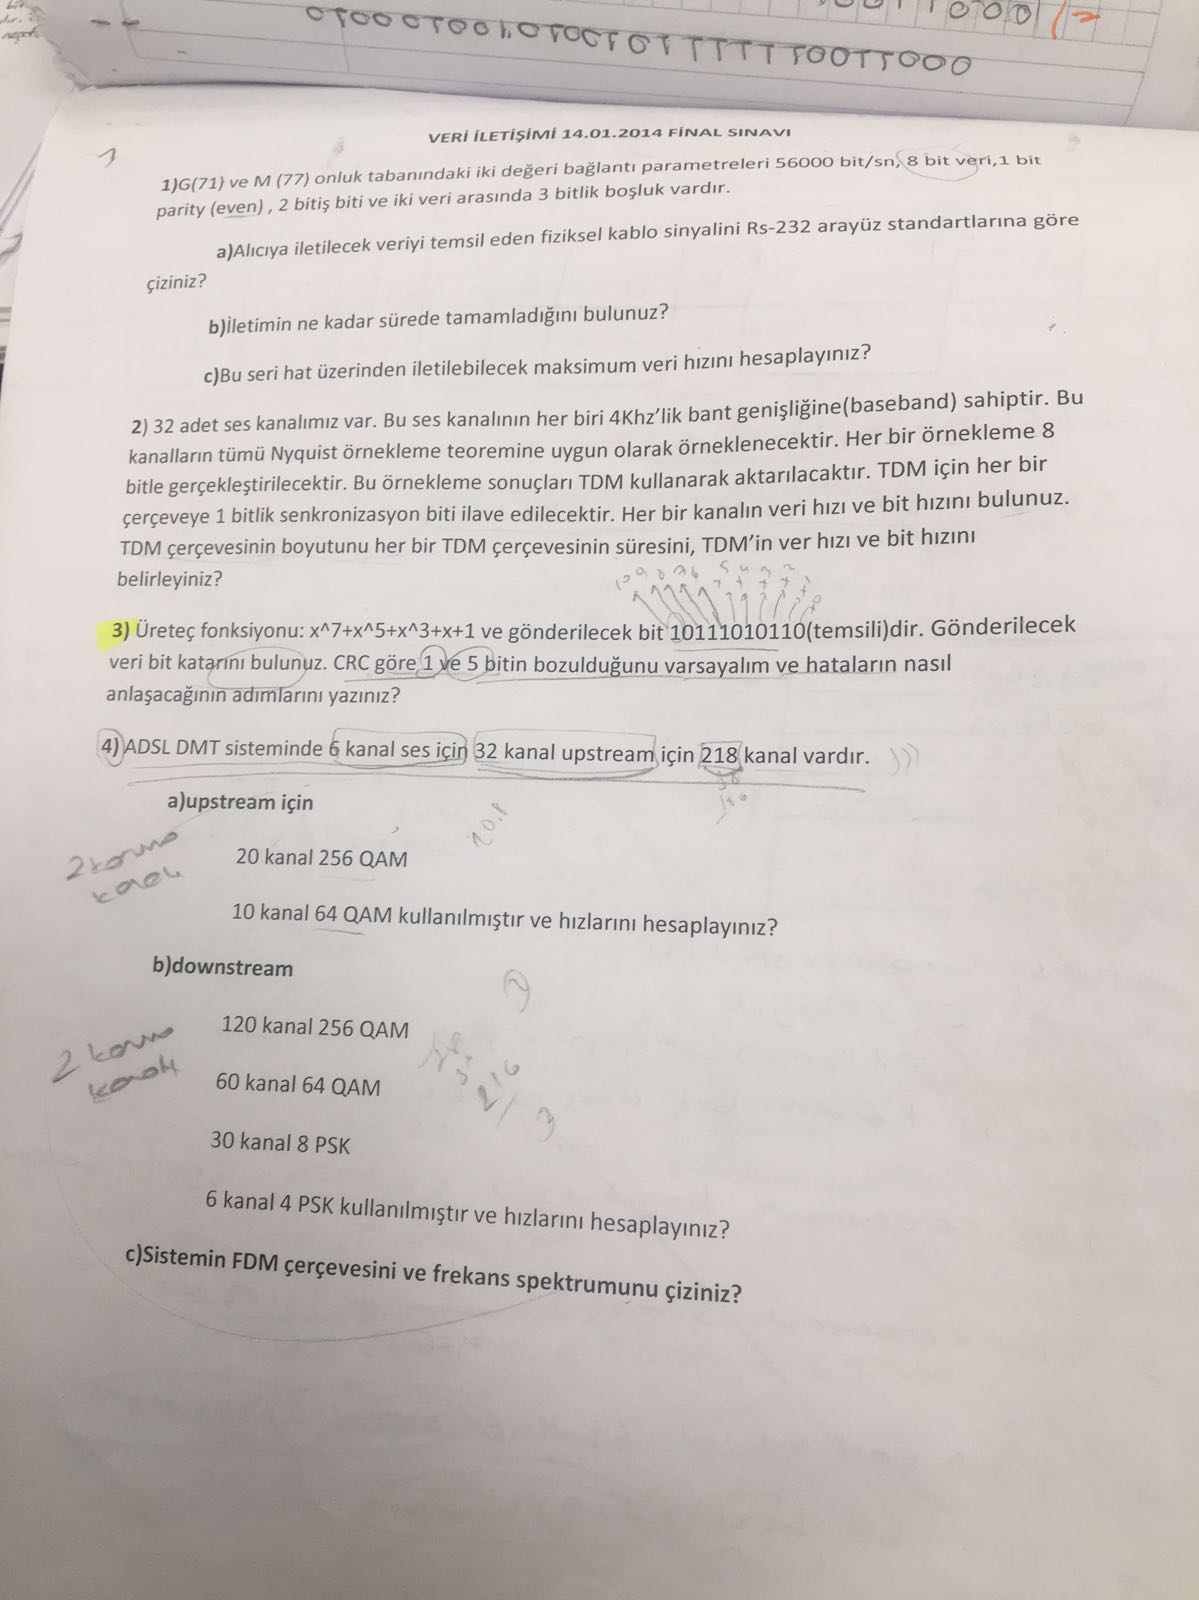 VERİ İLETİŞİMİ 14.01.2014 FİNAL SINAVI
1)G(71) ve M (77) onluk tabanındaki iki değeri bağlantı parametreleri 56000 bit/sn, 8 bit veri,1 bit
parity (even) , 2 bitiş biti ve iki veri arasında 3 bitlik boşluk vardır.
a)Alıcıya iletilecek veriyi temsil eden fiziksel kablo sinyalini Rs-232 arayüz standartlarına göre
çiziniz?
b)İletimin ne kadar sürede tamamladığını bulunuz?
c)Bu seri hat üzerinden iletilebilecek maksimum veri hızını hesaplayınız?
2) 32 adet ses kanalımız var. Bu ses kanalının her biri 4Khz'lik bant genişliğine(baseband) sahiptir. Bu
kanalların tümü Nyquist örnekleme teoremine uygun olarak örneklenecektir. Her bir örnekleme 8
bitle gerçekleştirilecektir. Bu örnekleme sonuçları TDM kullanarak aktarılacaktır. TDM için her bir
çerçeveye 1 bitlik senkronizasyon biti ilave edilecektir. Her bir kanalın veri hızı ve bit hızını bulunuz.
TDM çerçevesinin boyutunu her bir TDM çerçevesinin süresini, TDM'in ver hızı ve bit hızını
belirleyiniz?
3) Üreteç fonksiyonu: x^7+x^5+x^3+x+1 ve gönderilecek bit 10111010110(temsili)dir. Gönderilecek
veri bit katarını bulunuz. CRC göre 1 ve 5 bitin bozulduğunu varsayalım ve hataların nasıl
anlaşacağının adımlarını yazınız?
4) ADSL DMT sisteminde 6 kanal ses için 32 kanal upstream için 218 kanal vardır.
a)upstream için
20 kanal 256 QAM
2 koruma
10 kanal 64 QAM kullanılmıştır ve hızlarını hesaplayınız?
b)downstream
120 kanal 256 QAM
2 koruma
60 kanal 64 QAM
30 kanal 8 PSK
6 kanal 4 PSK kullanılmıştır ve hızlarını hesaplayınız?
c)Sistemin FDM çerçevesini ve frekans spektrumunu çiziniz?